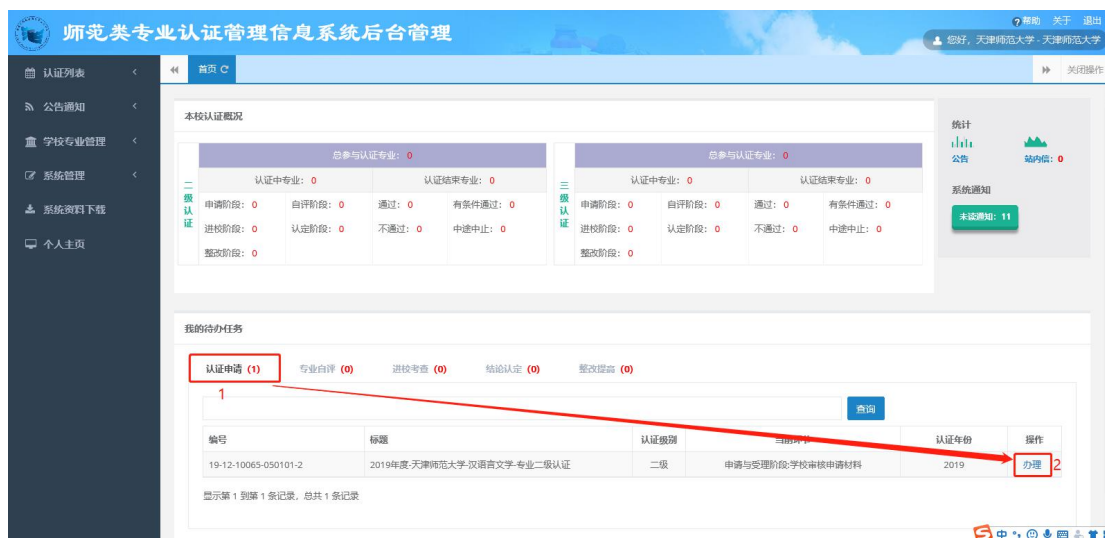 师范类专业认证管理信息系统后台管理
帮助 关于 退出
您好，天津师范大学 - 天津师范大学
认证列表
公告通知
学校专业管理
系统管理
系统资料下载
个人主页
首页
关闭操作
本校认证概况
二级认证
总参与认证专业：0
认证中专业：0 认证结束专业：0
申请阶段：0 自评阶段：0 通过：0 有条件通过：0
进校阶段：0 认定阶段：0 不通过：0 中途中止：0
整改阶段：0
三级认证
总参与认证专业：0
认证中专业：0 认证结束专业：0
申请阶段：0 自评阶段：0 通过：0 有条件通过：0
进校阶段：0 认定阶段：0 不通过：0 中途中止：0
整改阶段：0
统计
公告 站内信：0
系统通知
未读通知：11
我的待办任务
认证申请 (1) 专业自评 (0) 进校考查 (0) 结论认定 (0) 整改提高 (0)
1
查询
编号 标题 认证级别 当前环节 认证年份 操作
19-12-10065-050101-2 2019年度-天津师范大学-汉语言文学-专业二级认证 二级 申请与受理阶段:学校审核申请材料 2019 办理 2
显示第 1 到第 1 条记录，总共 1 条记录
中